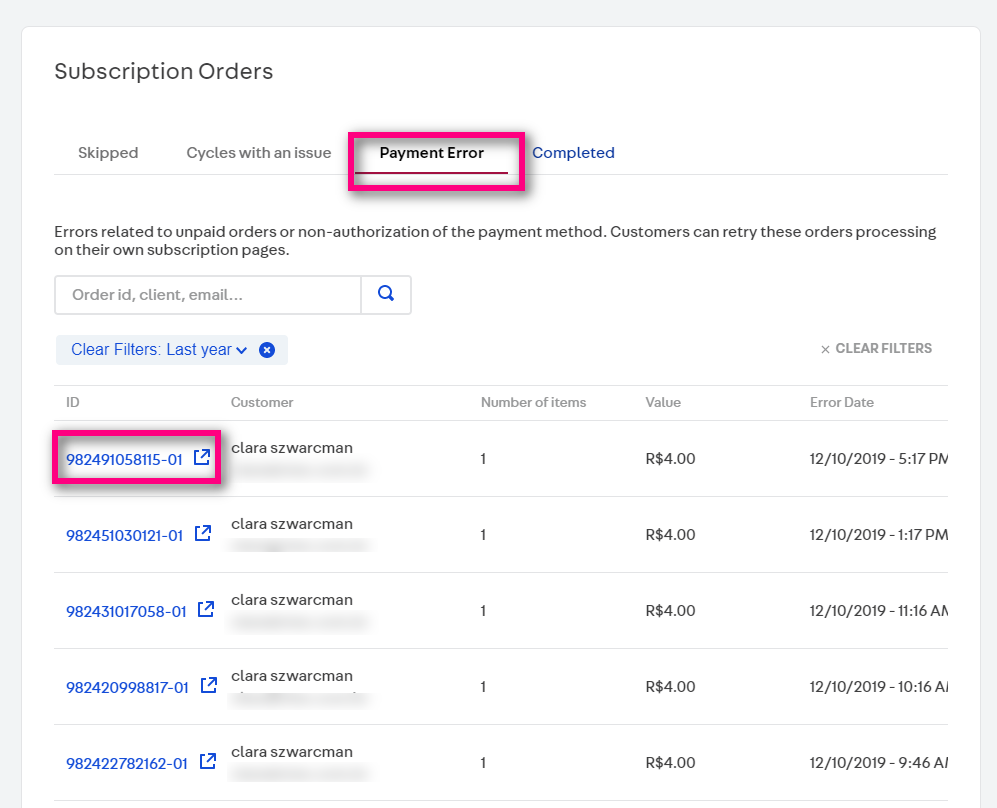 Subscription Orders
Skipped Cycles with an issue Payment Error Completed
Errors related to unpaid orders or non-authorization of the payment method. Customers can retry these orders processing
on their own subscription pages.
Order id, client, email...
Clear Filters: Last year CLEAR FILTERS
ID Customer Number of items Value Error Date
982491058115-01 clara szwarcman 1 R$4.00 12/10/2019 - 5:17 PM
982451030121-01 clara szwarcman 1 R$4.00 12/10/2019 - 1:17 PM
982431017058-01 clara szwarcman 1 R$4.00 12/10/2019 - 11:16 AM
982420998817-01 clara szwarcman 1 R$4.00 12/10/2019 - 10:16 A
982422782162-01 clara szwarcman 1 R$4.00 12/10/2019 - 9:46 AM